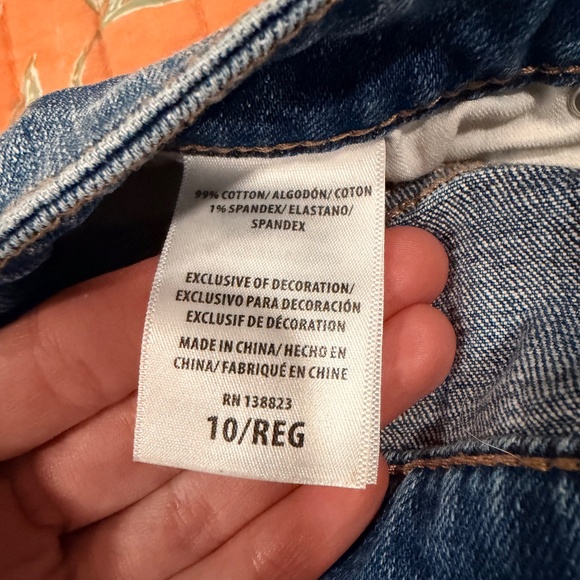 99% COTTON/ ALGODÓN/ COTON
1% SPANDEX/ ELASTANO/
SPANDEX
EXCLUSIVE OF DECORATION/
EXCLUSIVO PARA DECORACIÓN
EXCLUSIF DE DÉCORATION
MADE IN CHINA/ HECHO EN
CHINA/ FABRIQUÉ EN CHINE
RN 138823
10/REG